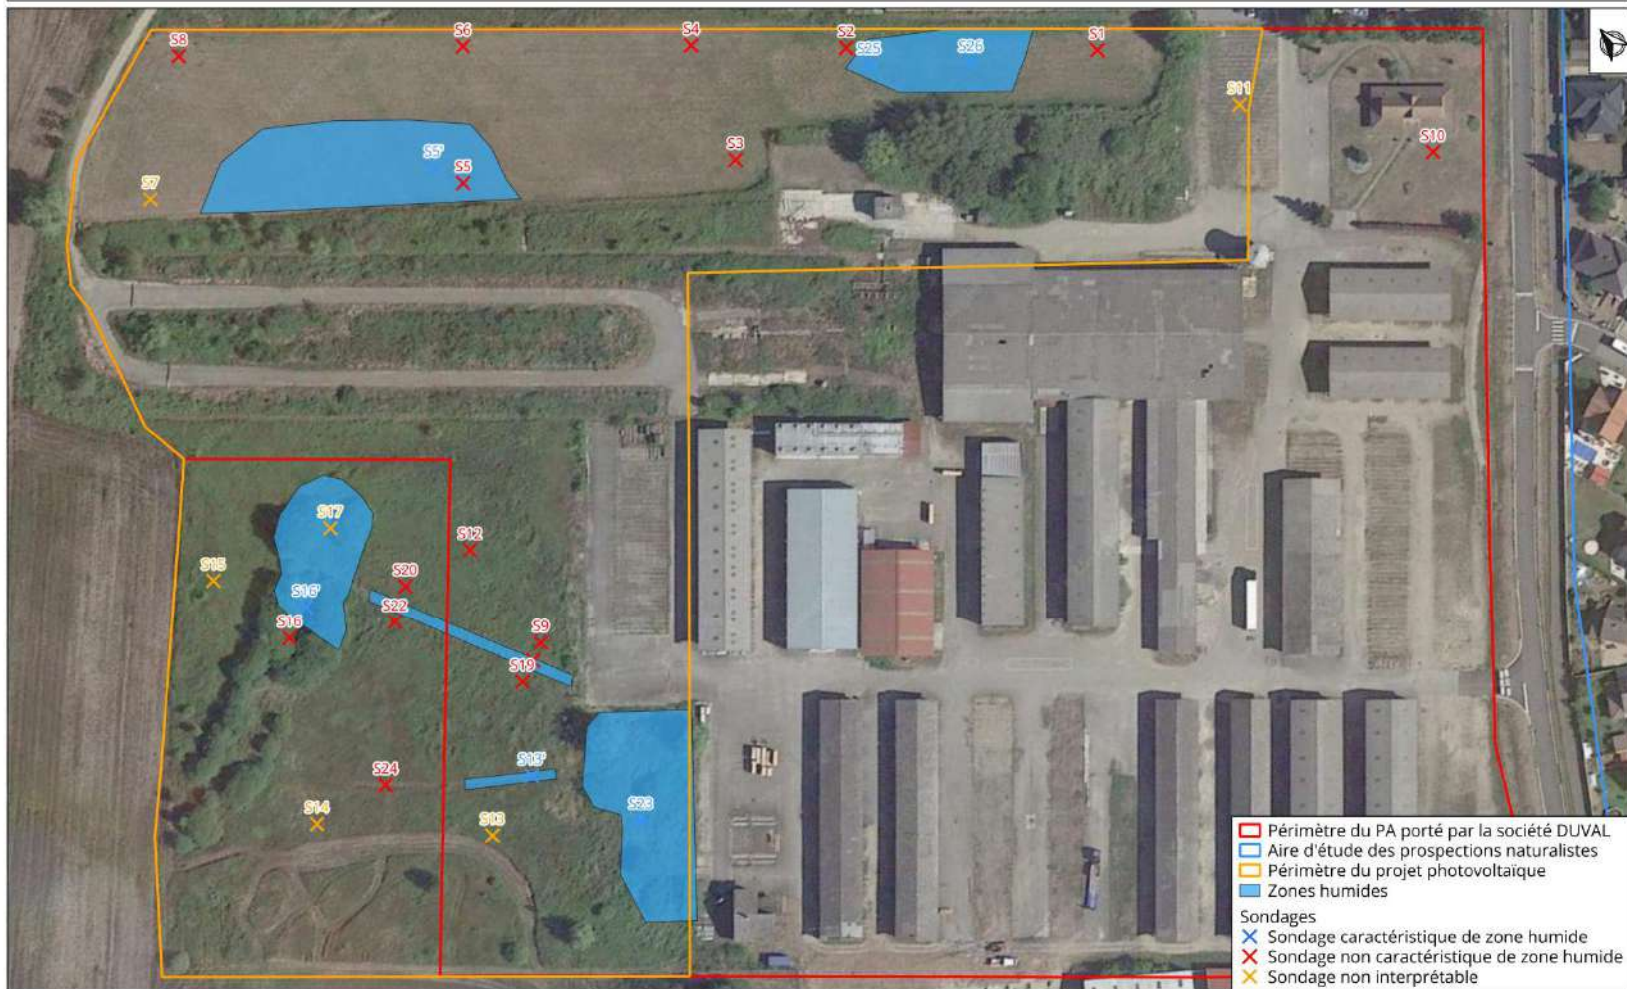 S8
S6
S4
S2
S25
S26
S1
S11
S10
S3
S5'
S5
S7
S17
S12
S15
S20
S16'
S22
S16
S9
S19
S24
S13'
S23
S14
S13
Périmètre du PA porté par la société DUVAL
Aire d'étude des prospections naturalistes
Périmètre du projet photovoltaïque
Zones humides
Sondages
Sondage caractéristique de zone humide
Sondage non caractéristique de zone humide
Sondage non interprétable